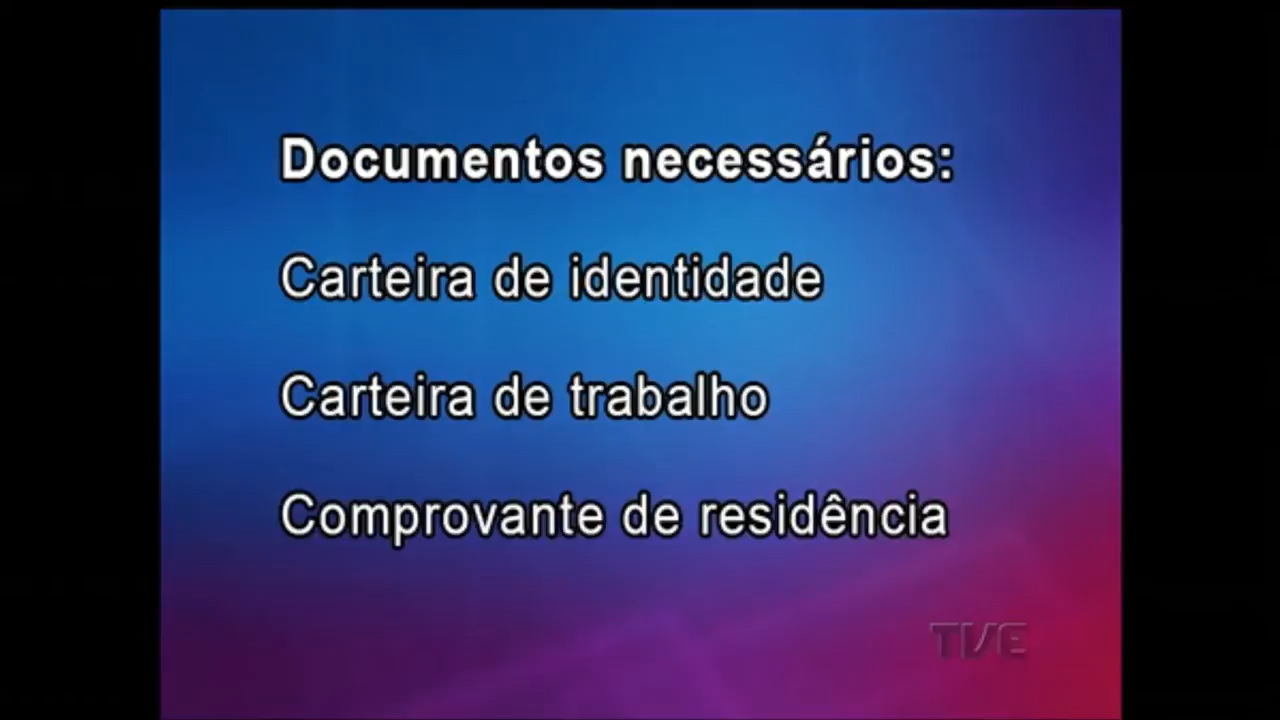 Documentos necessários:
Carteira de identidade
Carteira de trabalho
Comprovante de residência
TVE